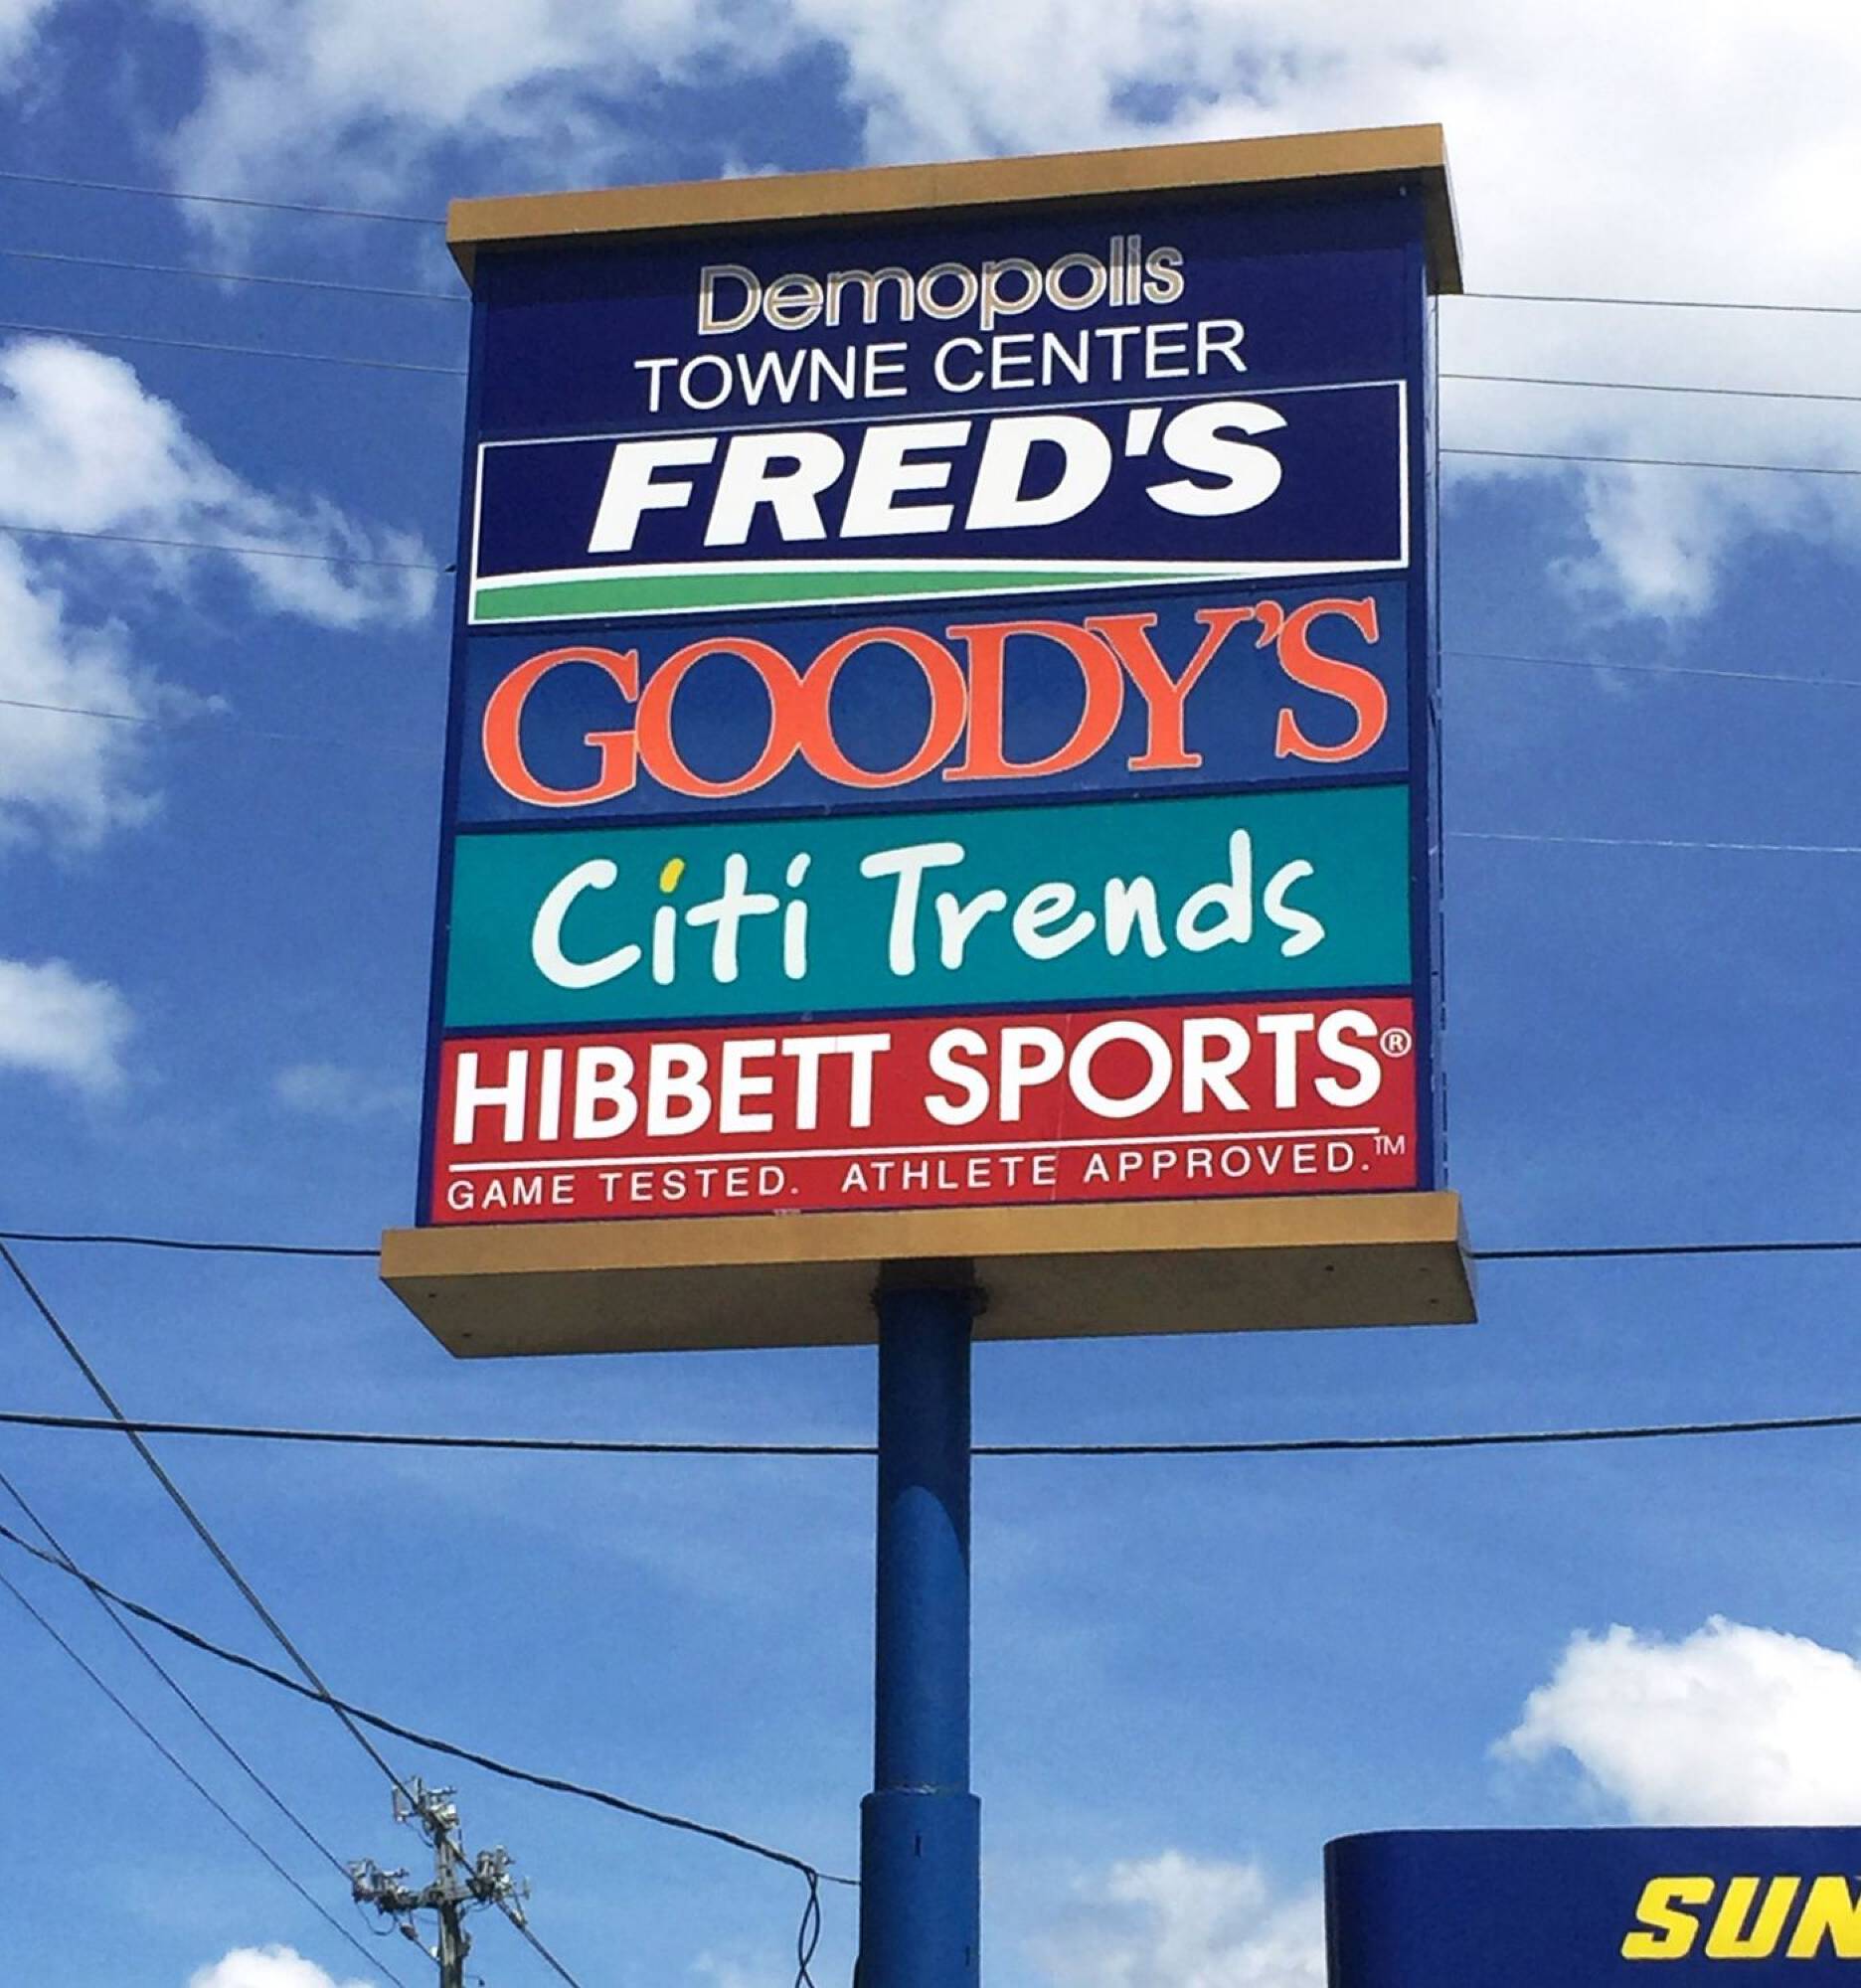 Demopolis
TOWNE CENTER
FRED'S
GOODY'S
Citi Trends
HIBBETT SPORTS®
GAME TESTED. ATHLETE APPROVED.™
SUN